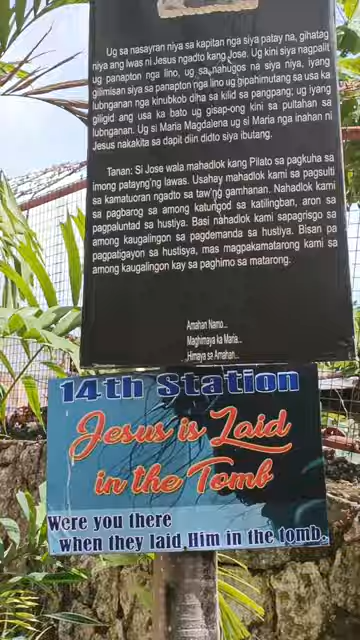 Ug sa nasayran niya sa kapitan nga siya patay na, gihatag
niya ang lawas ni Jesus ngadto kang Jose. Ug kini siya nagpalit
ug panapton nga lino, ug sa nahugos na siya niya, iyang
gilimisan siya sa panapton nga lino ug gipahimutang sa usa ka
lubnganan nga kinubkob diha sa kilid sa pangpang; ug iyang
giligid ang usa ka bato ug gisap-ong kini sa pultahan sa
lubnganan. Ug si Maria Magdalena ug si Maria nga inahan ni
Jesus nakakita sa dapit diin didto siya ibutang.
Tanan: Si Jose wala mahadlok kang Pilato sa pagkuha sa
imong patayng'ng lawas. Usahay mahadlok kami sa pagsulti
sa kamatuoran ngadto sa taw'ng gamhanan. Nahadlok kami
sa pagbarog sa among katungod sa katilingban, aron sa
pagpaluntad sa hustiya. Basi nahadlok kami sapagrisgo sa
among kaugalingon sa pagdemanda sa hustisya. Bisan pa
pagpatigayon sa hustisya, mas magpakamatarong kami sa
among kaugalingon kay sa paghimo sa matarong.
Amahan Namo...
Maghimaya ka Maria...
Himaya sa Amahan...
14th Station
Jesus is Laid
in the Tomb
Were you there
when they laid Him in the tomb.